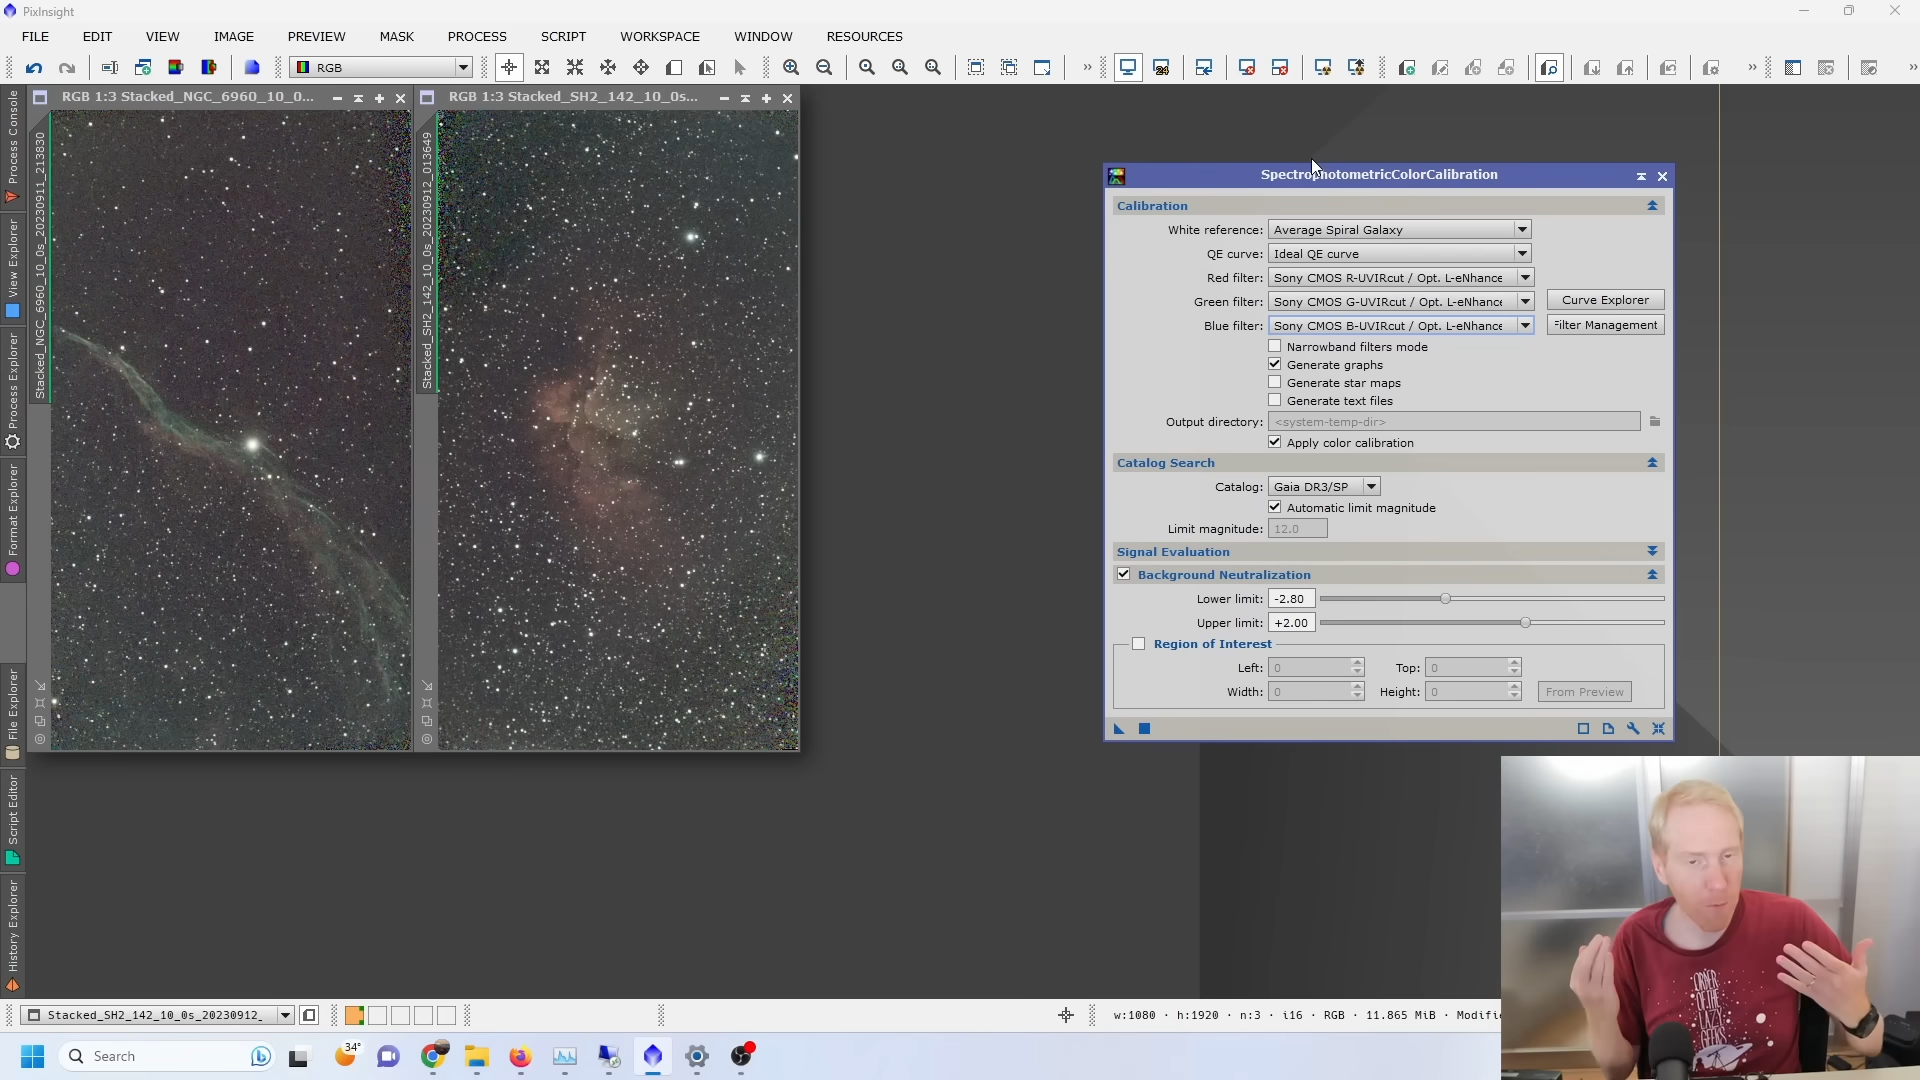 PixInsight
FILE EDIT VIEW IMAGE PREVIEW MASK PROCESS SCRIPT WORKSPACE WINDOW RESOURCES
RGB
24
RGB 1:3 Stacked_NGC_6960_10_0...
RGB 1:3 Stacked_SH2_142_10_0s...
Process Console
View Explorer
Process Explorer
Format Explorer
File Explorer
Script Editor
History Explorer
Stacked_NGC_6960_10_0s_20230911_213830
Stacked_SH2_142_10_0s_20230912_013649
SpectrophotometricColorCalibration
Calibration
White reference: Average Spiral Galaxy
QE curve: Ideal QE curve
Red filter: Sony CMOS R-UVIRcut / Opt. L-eNhance
Green filter: Sony CMOS G-UVIRcut / Opt. L-eNhance
Curve Explorer
Blue filter: Sony CMOS B-UVIRcut / Opt. L-eNhance
Filter Management
Narrowband filters mode
Generate graphs
Generate star maps
Generate text files
Output directory: <system-temp-dir>
Apply color calibration
Catalog Search
Catalog: Gaia DR3/SP
Automatic limit magnitude
Limit magnitude: 12.0
Signal Evaluation
Background Neutralization
Lower limit: -2.80
Upper limit: +2.00
Region of Interest
Left: 0 Top: 0
Width: 0 Height: 0 From Preview
CORNER
OF THE
LAZY
GEEKS
Stacked_SH2_142_10_0s_20230912_
w:1080 · h:1920 · n:3 · i16 · RGB · 11.865 MiB · Modifi
Search
34°